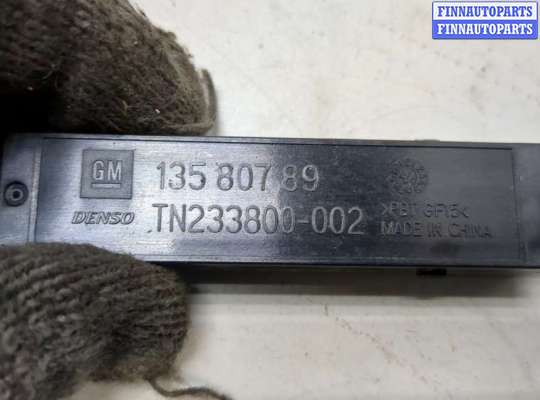 FINNAUTOPARTS
FINNAUTOPARTS
GM 135 807 89
DENSO TN233800-002
>PBT GF15<
MADE IN CHINA